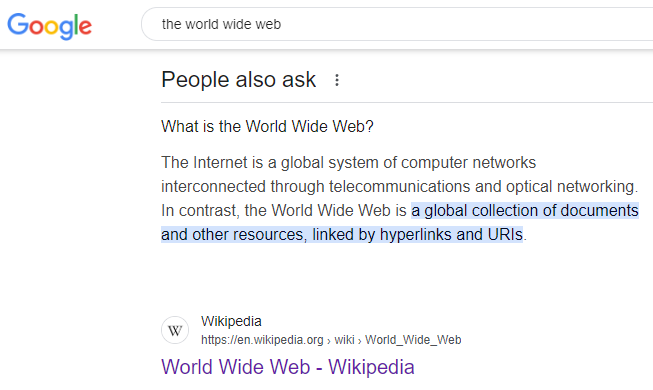 Google
the world wide web
People also ask
What is the World Wide Web?
The Internet is a global system of computer networks
interconnected through telecommunications and optical networking.
In contrast, the World Wide Web is a global collection of documents
and other resources, linked by hyperlinks and URIs.
W
Wikipedia
https://en.wikipedia.org › wiki › World_Wide_Web
World Wide Web - Wikipedia